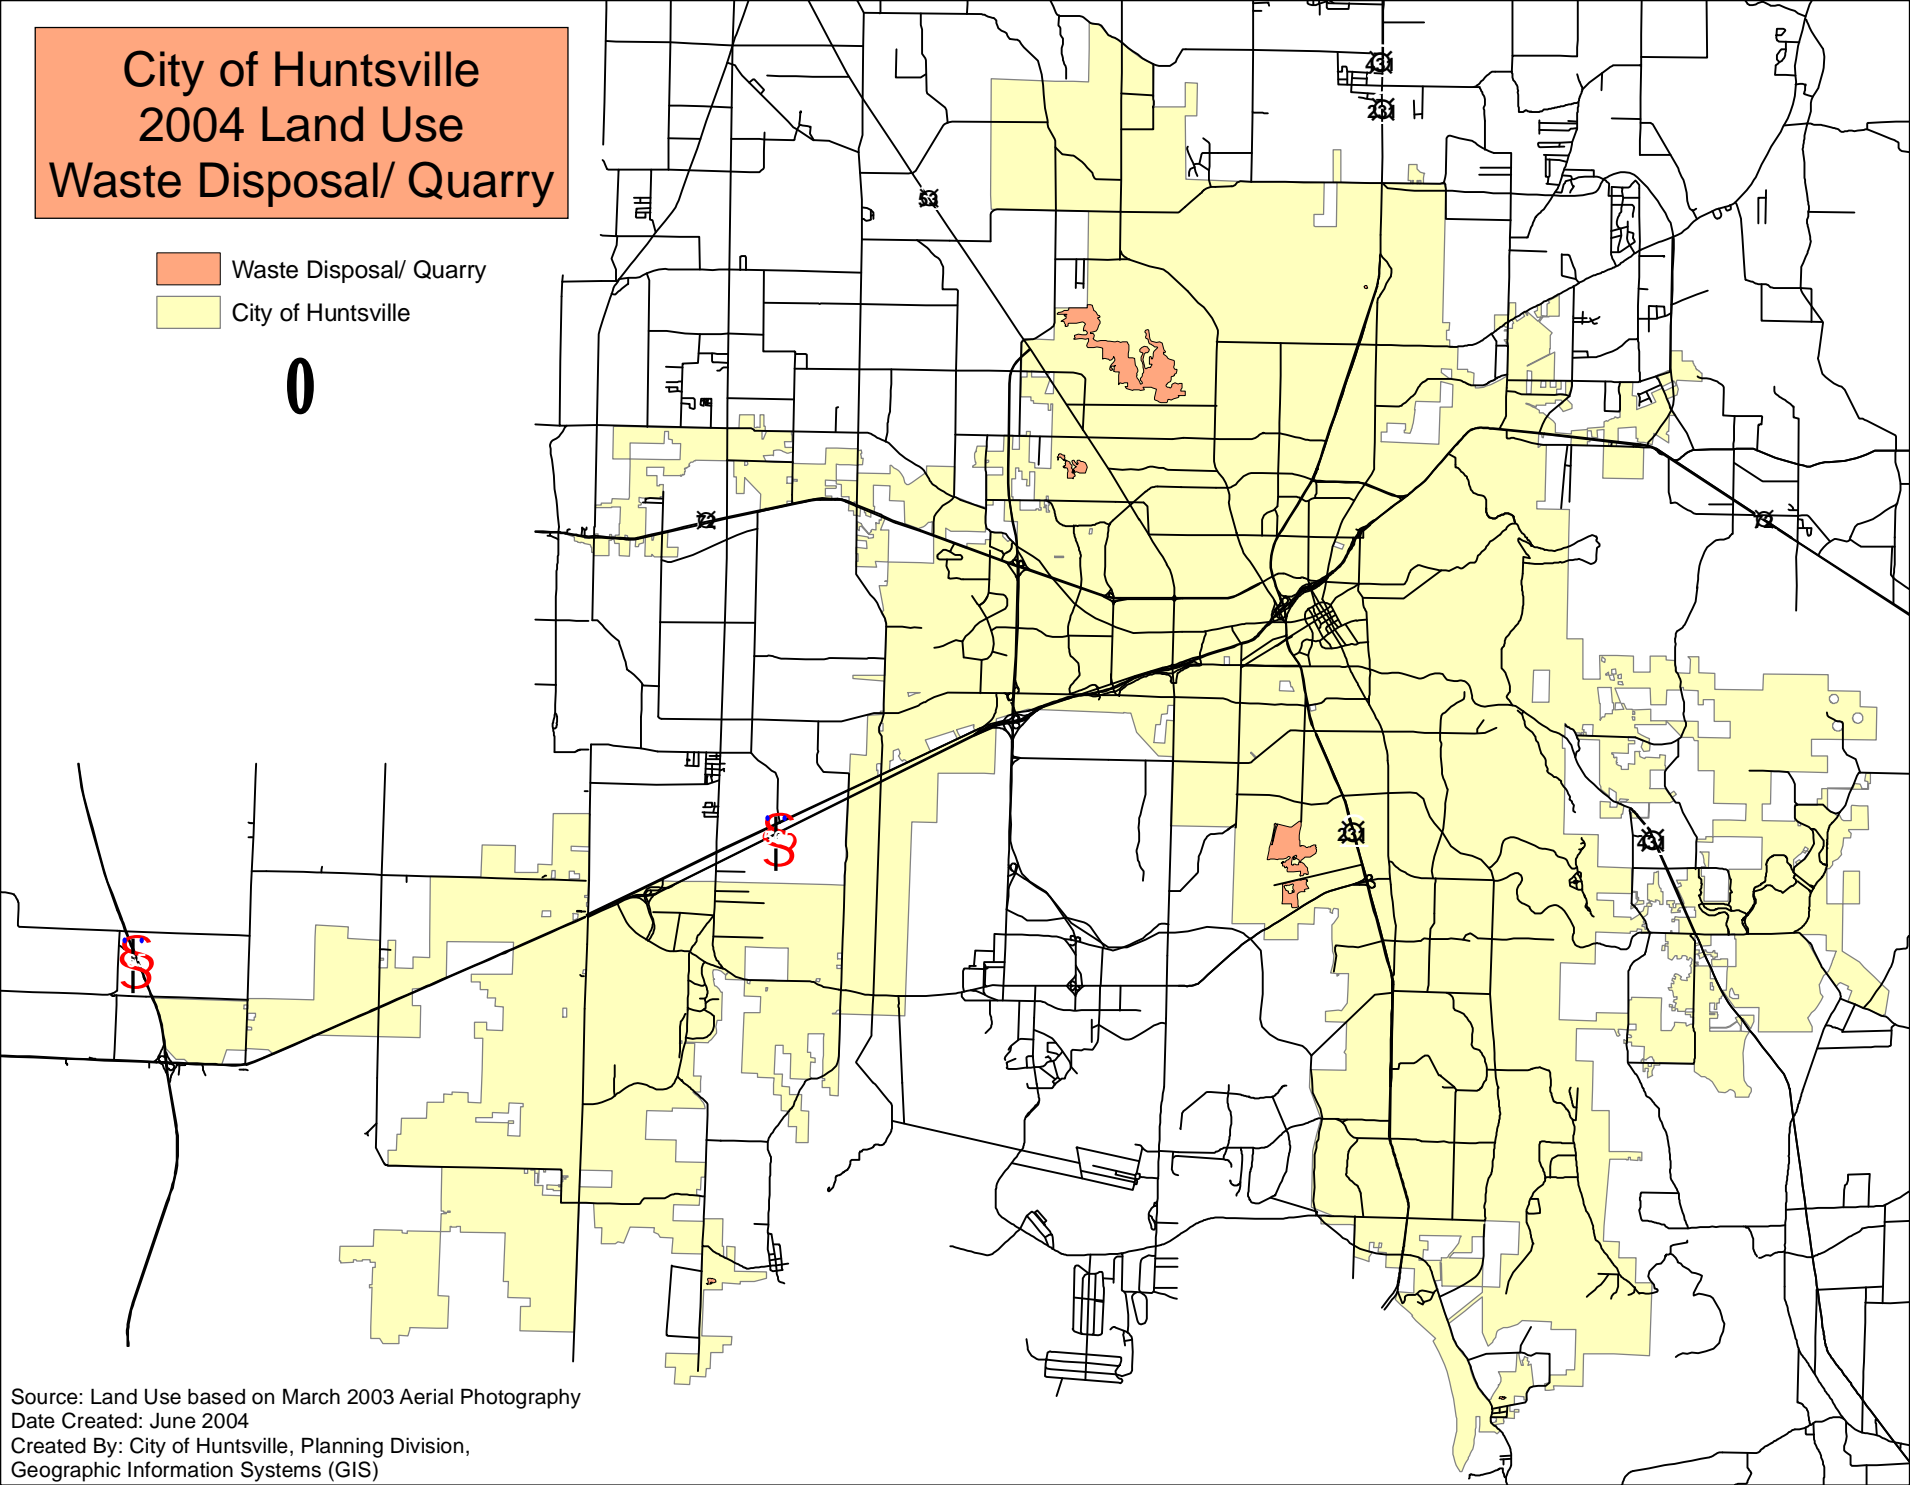 City of Huntsville
2004 Land Use
Waste Disposal/ Quarry
Waste Disposal/ Quarry
City of Huntsville
0
431
231
53
72
72
231
431
Source: Land Use based on March 2003 Aerial Photography
Date Created: June 2004
Created By: City of Huntsville, Planning Division,
Geographic Information Systems (GIS)